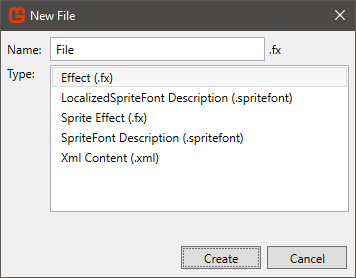 New File
Name: File .fx
Type:
Effect (.fx)
LocalizedSpriteFont Description (.spritefont)
Sprite Effect (.fx)
SpriteFont Description (.spritefont)
Xml Content (.xml)
Create Cancel